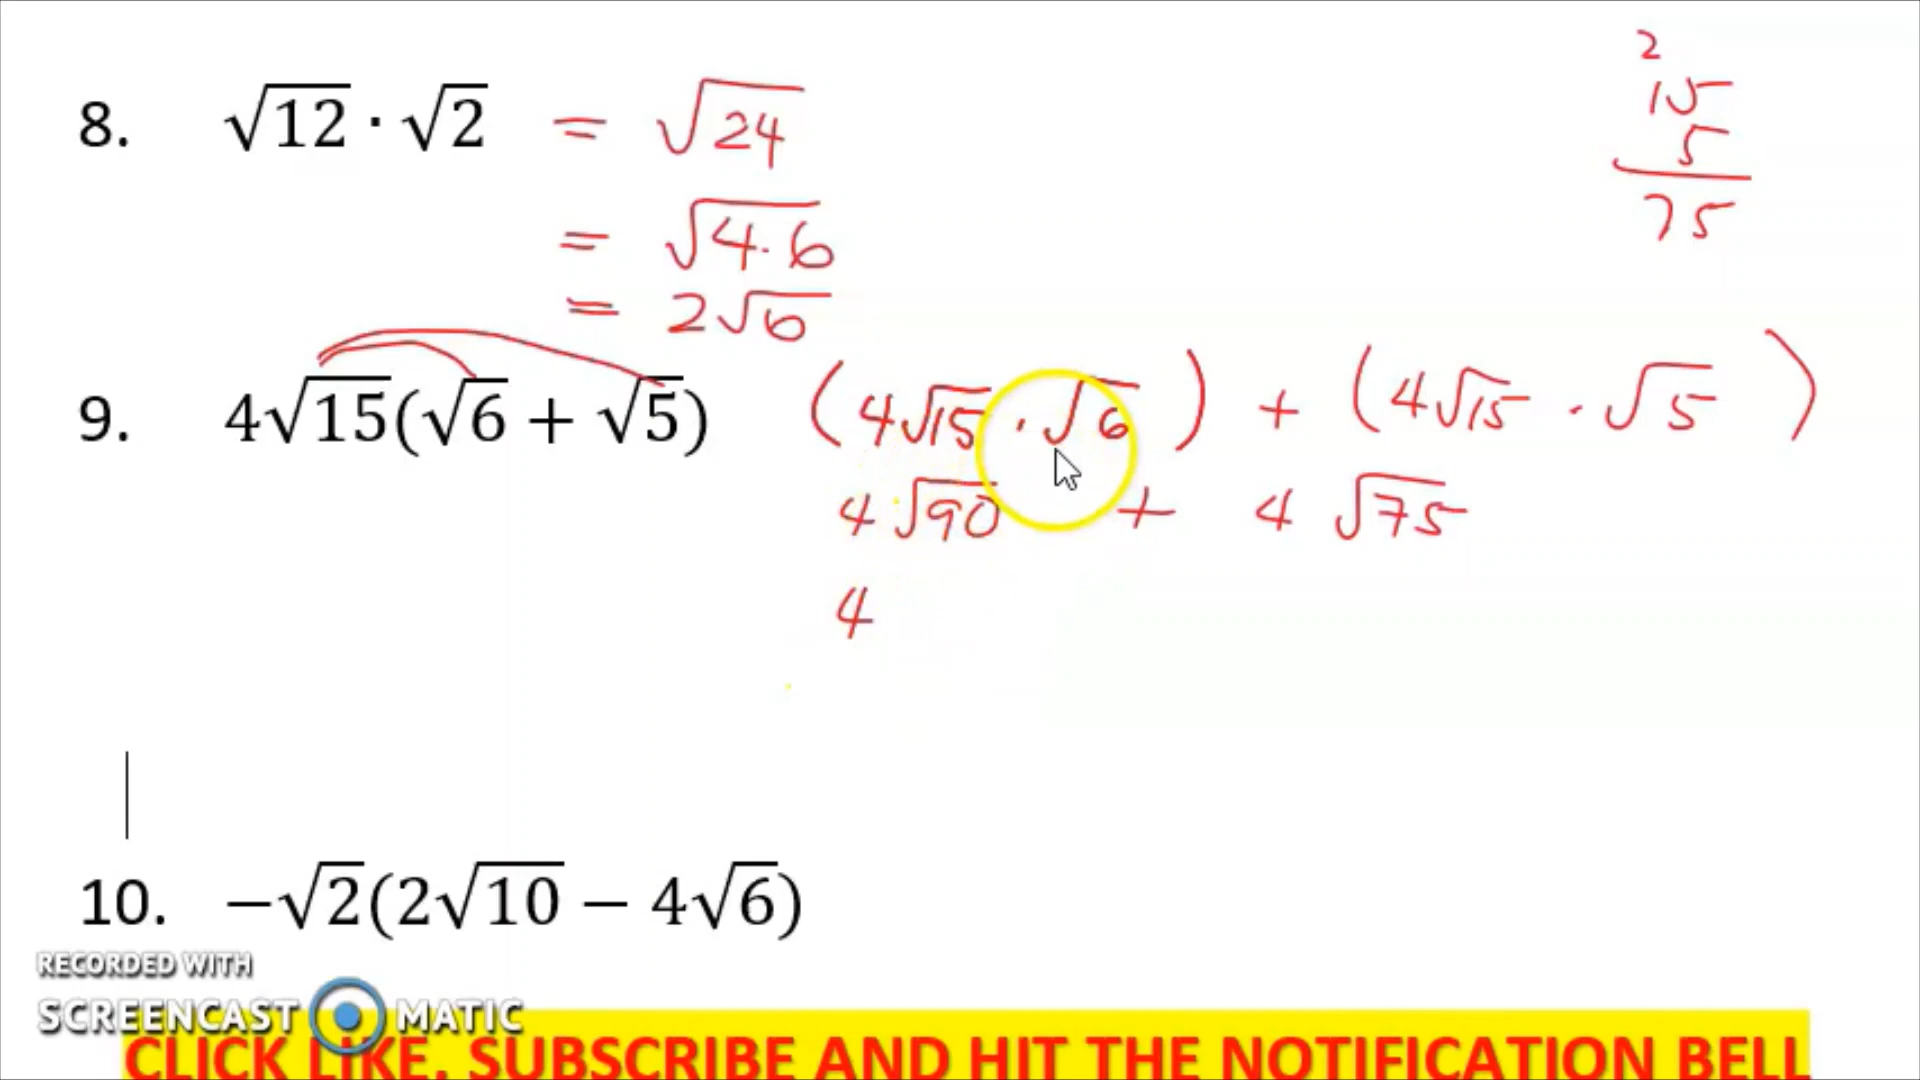 8. √12 · √2 = √24
= √4.6
= 2√6
2
15
5
75
9. 4√15(√6 + √5) (4√15 · √6) + (4√15 · √5)
4√90 + 4√75
4
10. −√2(2√10 − 4√6)
RECORDED WITH
SCREENCAST MATIC
CLICK LIKE, SUBSCRIBE AND HIT THE NOTIFICATION BELL